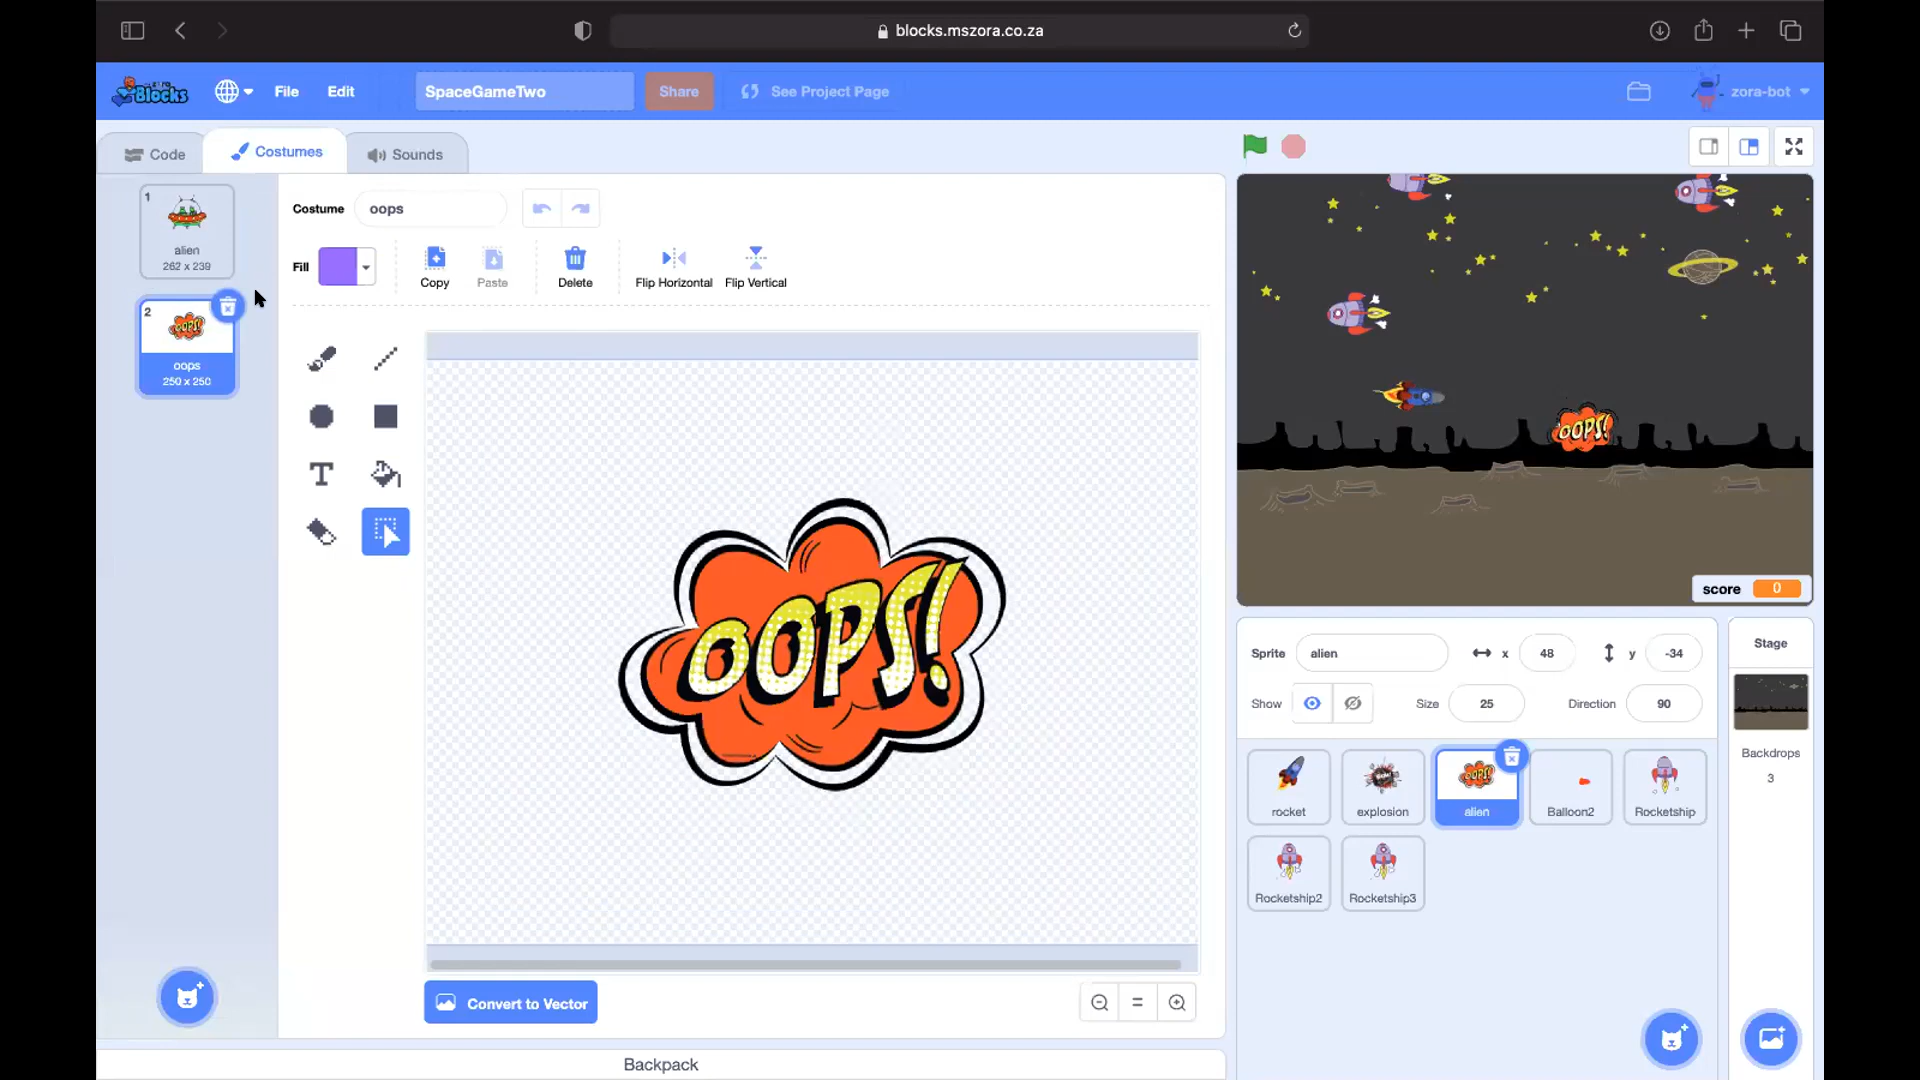 blocks.mszora.co.za
Blocks
File
Edit
SpaceGameTwo
Share
See Project Page
zora-bot
Code
Costumes
Sounds
1
alien
262 x 239
2
OOPS!
oops
250 x 250
Costume
oops
Fill
Copy
Paste
Delete
Flip Horizontal
Flip Vertical
T
OOPS!
Convert to Vector
Backpack
OOPS!
score 0
Sprite
alien
x 48
y -34
Show
Size 25
Direction 90
Stage
Backdrops
3
rocket
explosion
OOPS!
alien
Balloon2
Rocketship
Rocketship2
Rocketship3